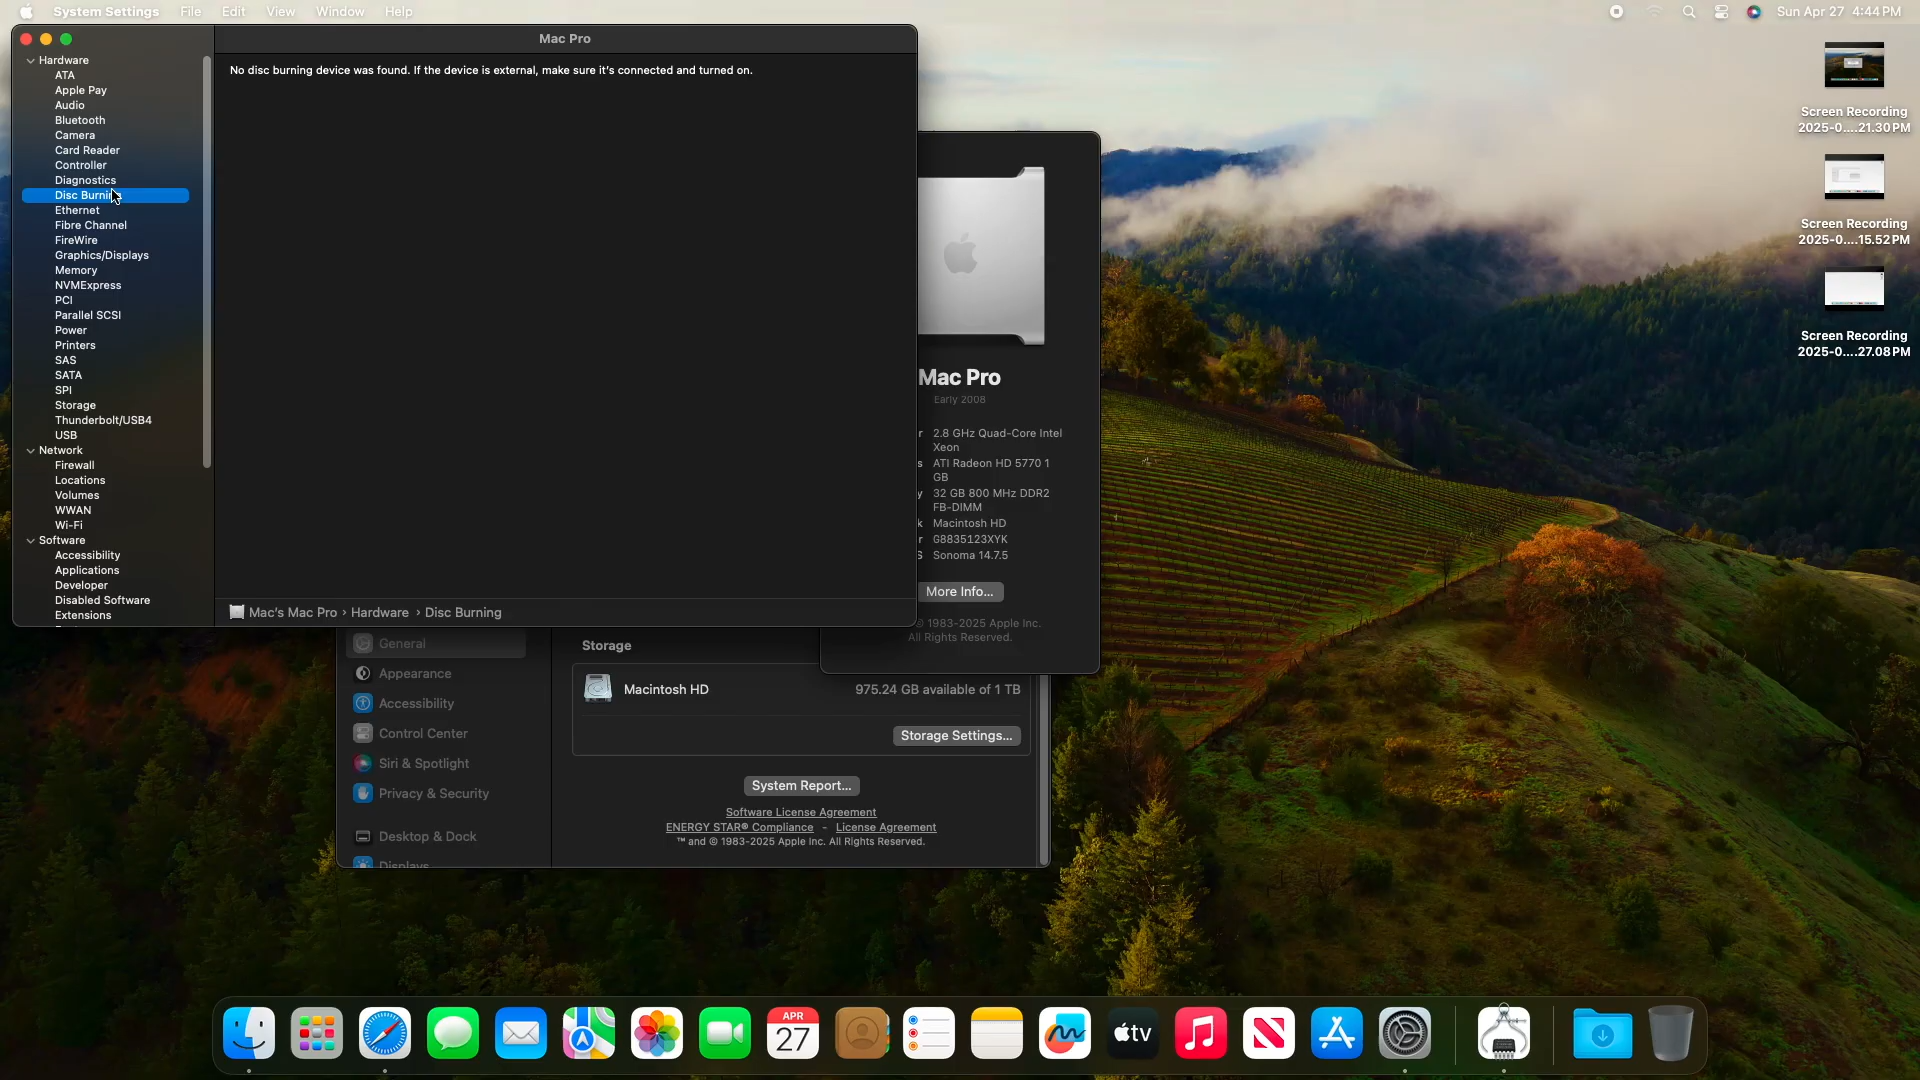 System Settings File Edit View Window Help
Sun Apr 27 4:44 PM
Mac Pro
Hardware
ATA
Apple Pay
Audio
Bluetooth
Camera
Card Reader
Controller
Diagnostics
Disc Burning
Ethernet
Fibre Channel
FireWire
Graphics/Displays
Memory
NVMExpress
PCI
Parallel SCSI
Power
Printers
SAS
SATA
SPI
Storage
Thunderbolt/USB4
USB
Network
Firewall
Locations
Volumes
WWAN
Wi-Fi
Software
Accessibility
Applications
Developer
Disabled Software
Extensions
No disc burning device was found. If the device is external, make sure it's connected and turned on.
Mac's Mac Pro › Hardware › Disc Burning
Mac Pro
Early 2008
r 2.8 GHz Quad-Core Intel
Xeon
s ATI Radeon HD 5770 1
GB
y 32 GB 800 MHz DDR2
FB-DIMM
k Macintosh HD
r G8835123XYK
S Sonoma 14.7.5
More Info...
© 1983-2025 Apple Inc.
All Rights Reserved.
General
Appearance
Accessibility
Control Center
Siri & Spotlight
Privacy & Security
Desktop & Dock
Displays
Storage
Macintosh HD 975.24 GB available of 1 TB
Storage Settings...
System Report...
Software License Agreement
ENERGY STAR® Compliance - License Agreement
™ and © 1983-2025 Apple Inc. All Rights Reserved.
Screen Recording
2025-0....21.30 PM
Screen Recording
2025-0....15.52 PM
Screen Recording
2025-0....27.08 PM
APR
27
tv